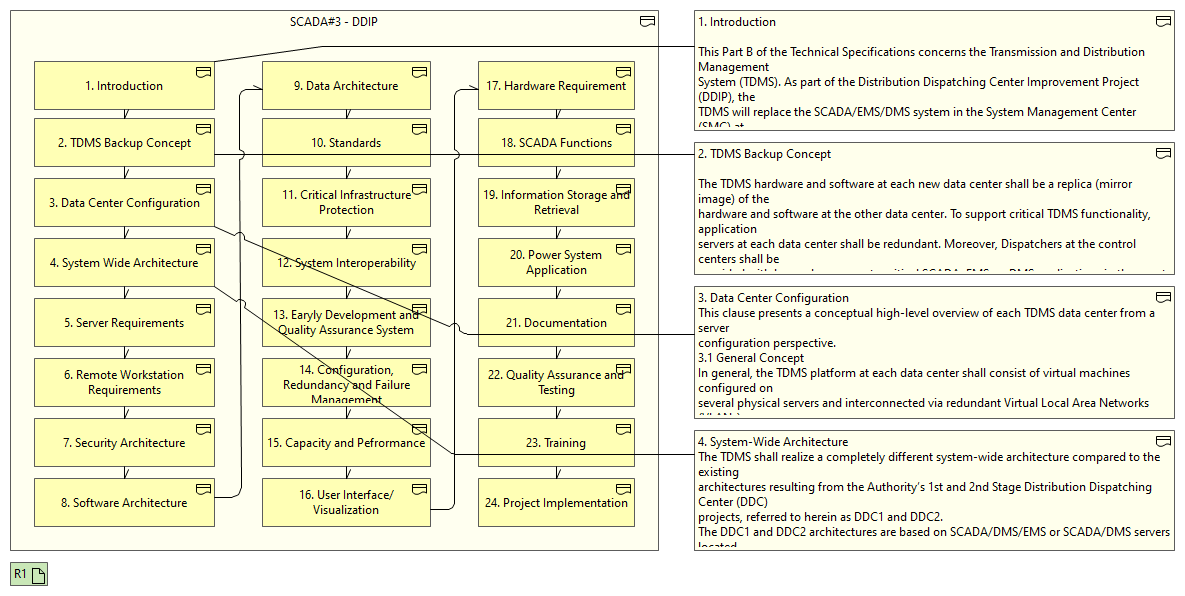 SCADA#3 - DDIP
1. Introduction
2. TDMS Backup Concept
3. Data Center Configuration
4. System Wide Architecture
5. Server Requirements
6. Remote Workstation
Requirements
7. Security Architecture
8. Software Architecture
9. Data Architecture
10. Standards
11. Critical Infrastructure
Protection
12. System Interoperability
13. Eayrly Development and
Quality Assurance System
14. Configuration,
Redundancy and Failure
Management
15. Capacity and Pefrormance
16. User Interface/
Visualization
17. Hardware Requirement
18. SCADA Functions
19. Information Storage and
Retrieval
20. Power System
Application
21. Documentation
22. Quality Assurance and
Testing
23. Training
24. Project Implementation
1. Introduction
This Part B of the Technical Specifications concerns the Transmission and Distribution
Management
System (TDMS). As part of the Distribution Dispatching Center Improvement Project
(DDIP), the
TDMS will replace the SCADA/EMS/DMS system in the System Management Center
(SMC) at
2. TDMS Backup Concept
The TDMS hardware and software at each new data center shall be a replica (mirror
image) of the
hardware and software at the other data center. To support critical TDMS functionality,
application
servers at each data center shall be redundant. Moreover, Dispatchers at the control
centers shall be
3. Data Center Configuration
This clause presents a conceptual high-level overview of each TDMS data center from a
server
configuration perspective.
3.1 General Concept
In general, the TDMS platform at each data center shall consist of virtual machines
configured on
several physical servers and interconnected via redundant Virtual Local Area Networks
4. System-Wide Architecture
The TDMS shall realize a completely different system-wide architecture compared to the
existing
architectures resulting from the Authority's 1st and 2nd Stage Distribution Dispatching
Center (DDC)
projects, referred to herein as DDC1 and DDC2.
The DDC1 and DDC2 architectures are based on SCADA/DMS/EMS or SCADA/DMS servers
located
R1